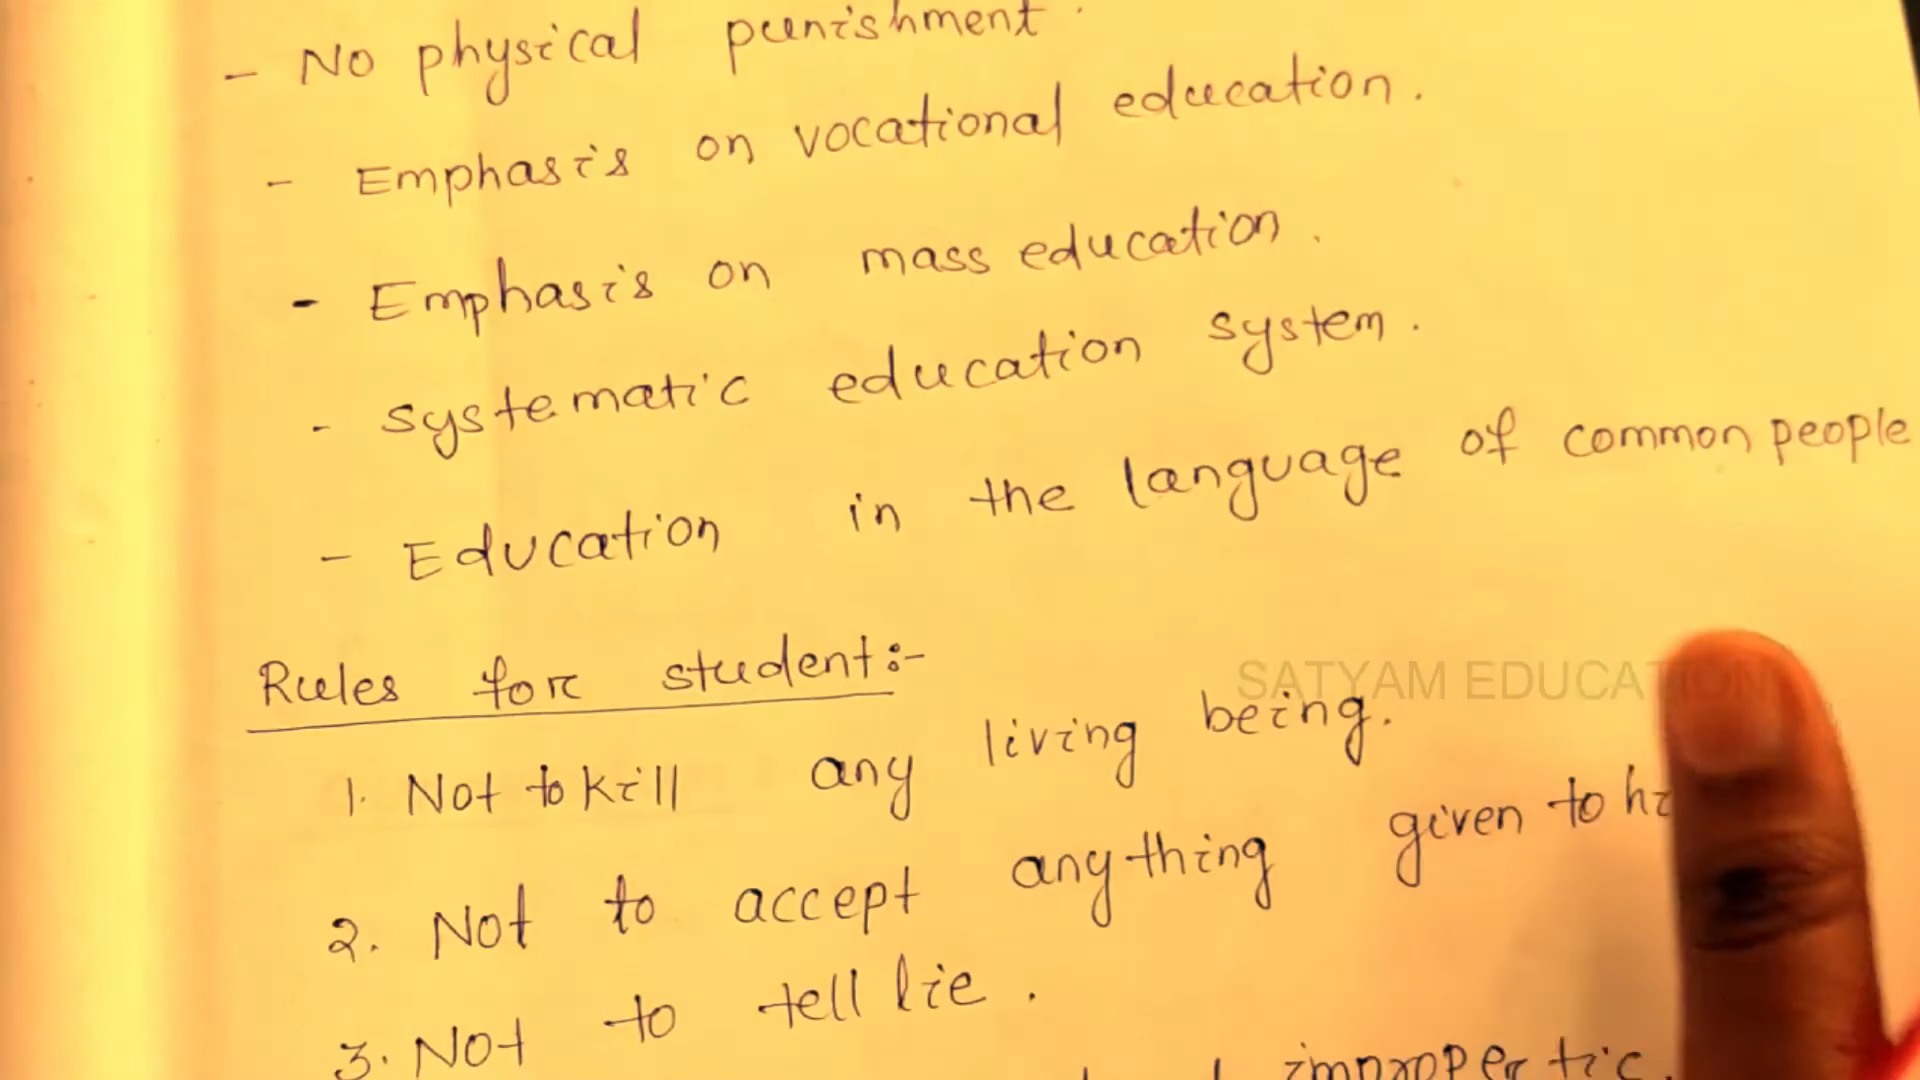 - No physical punishment.
- Emphasis on vocational education.
- Emphasis on mass education.
- Systematic education system.
- Education in the language of common people
Rules for student:-
SATYAM EDUCATION
1. Not to kill any living being.
2. Not to accept anything given to
3. Not to tell lie.